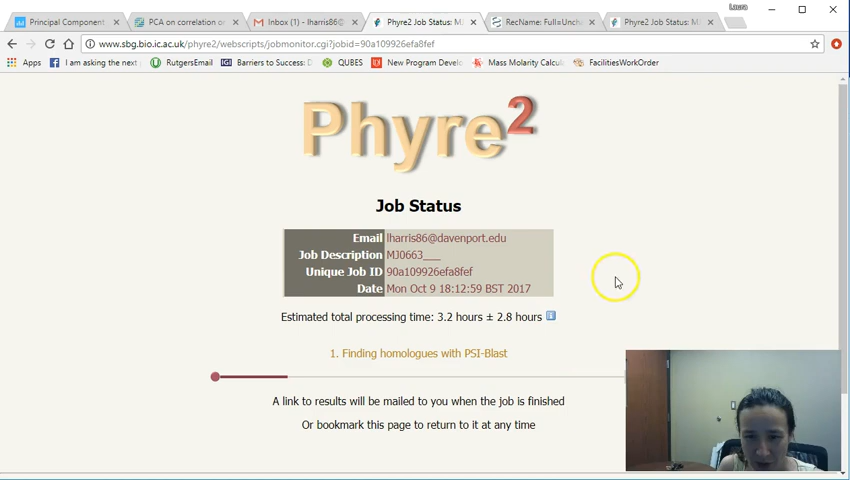 Laura
Principal Component
PCA on correlation or
Inbox (1) - lharris86@
Phyre2 Job Status: MJ
RecName: Full=Unch
Phyre2 Job Status: MJ
www.sbg.bio.ic.ac.uk/phyre2/webscripts/jobmonitor.cgi?jobid=90a109926efa8fef
Apps
I am asking the next
RutgersEmail
Barriers to Success: D
QUBES
New Program Devel
Mass Molarity Calcu
FacilitiesWorkOrder
Phyre2
Job Status
Email lharris86@davenport.edu
Job Description MJ0663___
Unique Job ID 90a109926efa8fef
Date Mon Oct 9 18:12:59 BST 2017
Estimated total processing time: 3.2 hours ± 2.8 hours
1. Finding homologues with PSI-Blast
A link to results will be mailed to you when the job is finished
Or bookmark this page to return to it at any time